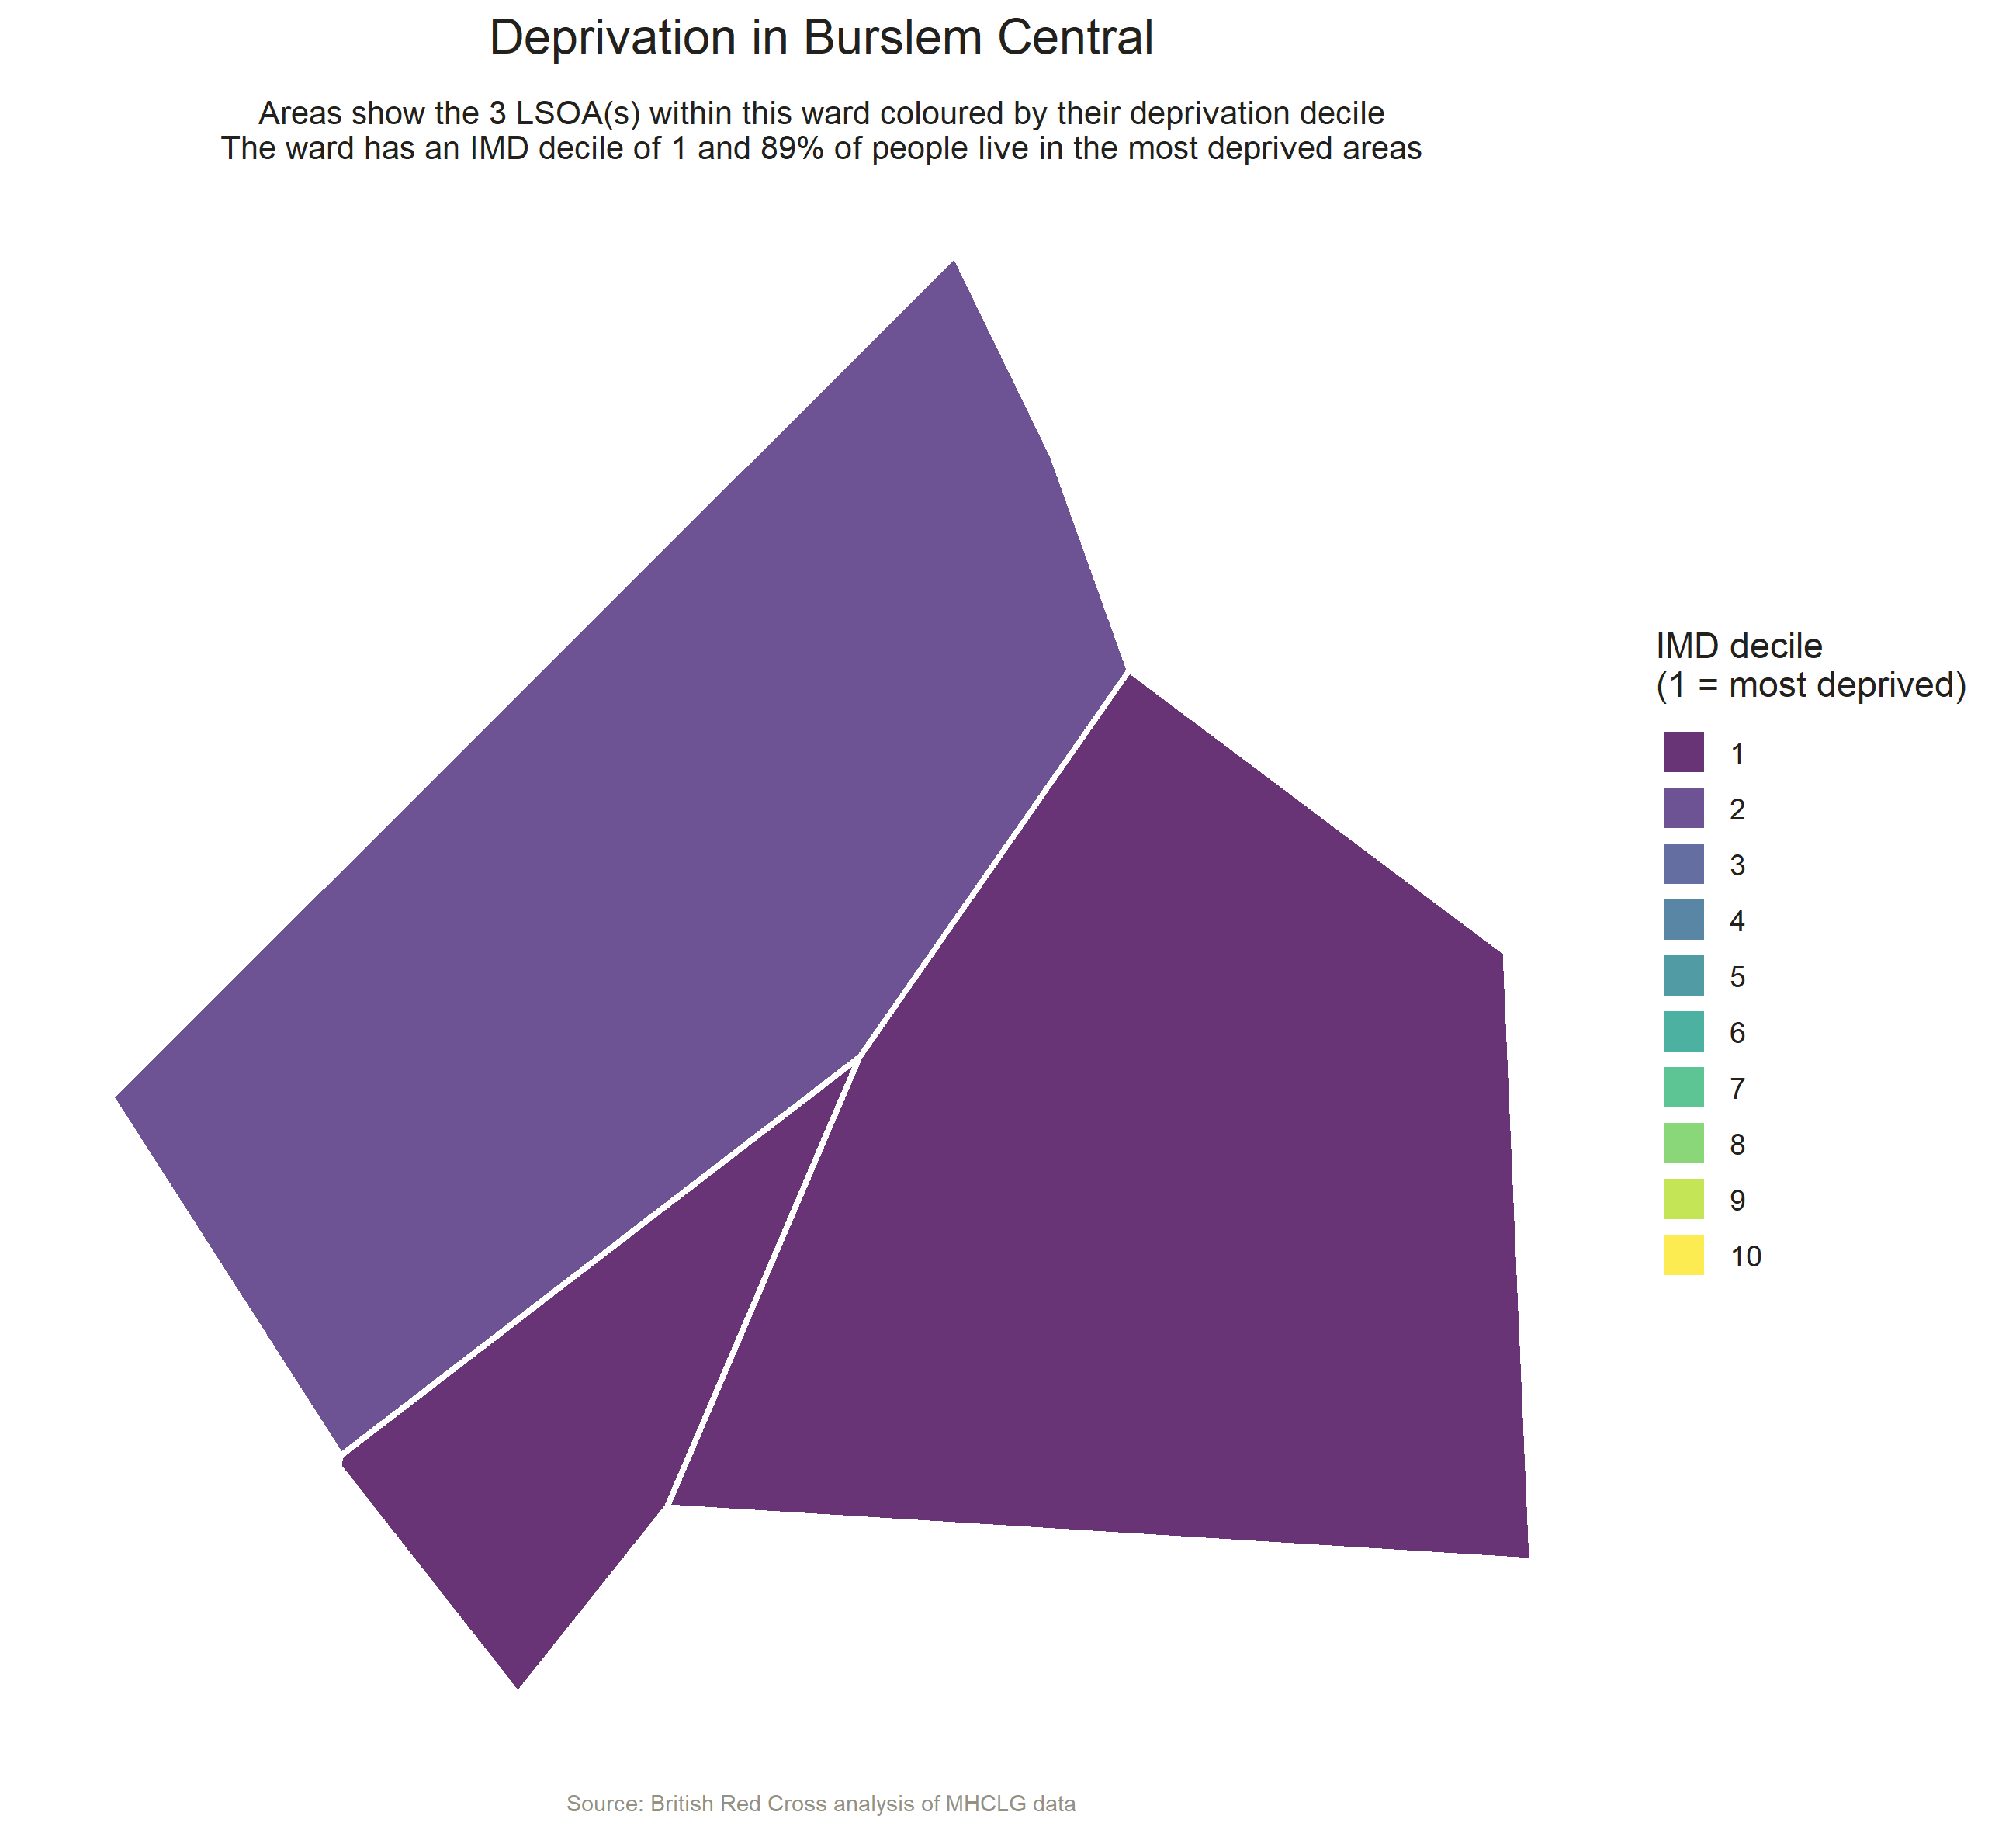 Deprivation in Burslem Central
Areas show the 3 LSOA(s) within this ward coloured by their deprivation decile
The ward has an IMD decile of 1 and 89% of people live in the most deprived areas
IMD decile
(1 = most deprived)
1
2
3
4
5
6
7
8
9
10
Source: British Red Cross analysis of MHCLG data